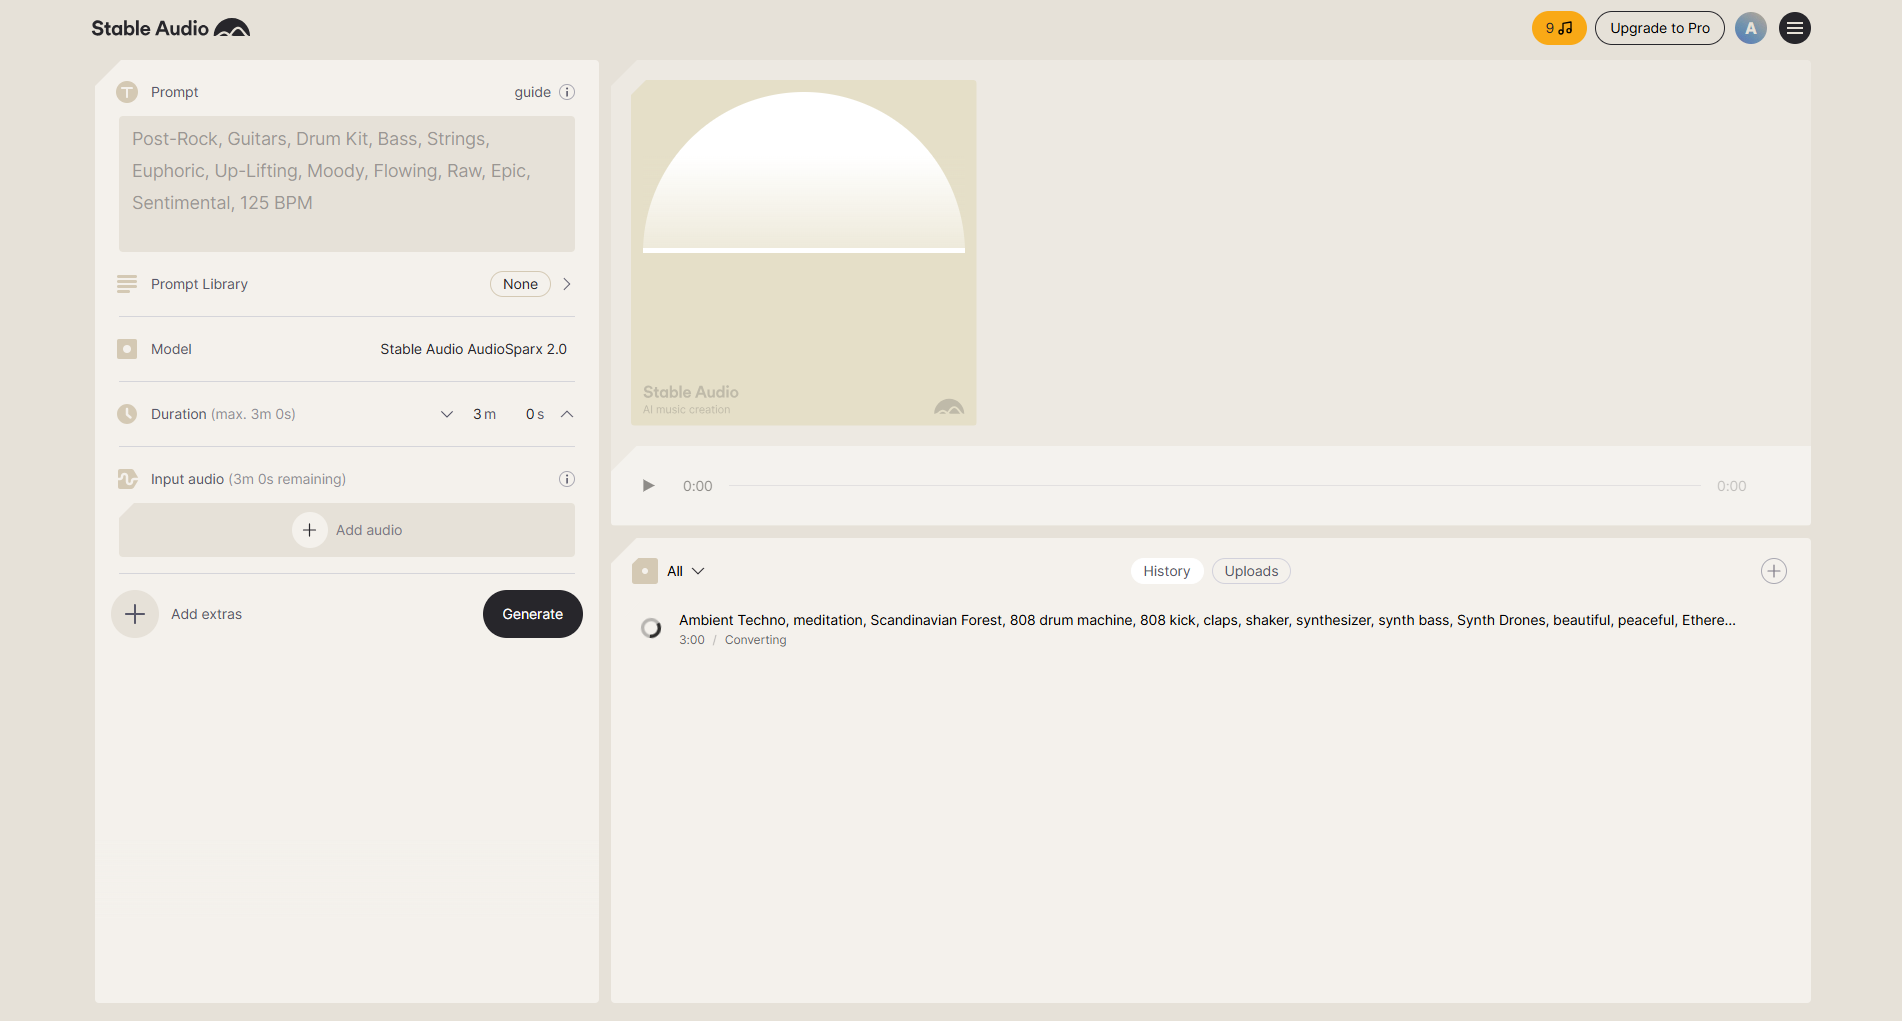 Stable Audio
9
Upgrade to Pro
A
Prompt
guide
Post-Rock, Guitars, Drum Kit, Bass, Strings,
Euphoric, Up-Lifting, Moody, Flowing, Raw, Epic,
Sentimental, 125 BPM
Prompt Library
None
Model
Stable Audio AudioSparx 2.0
Duration (max. 3m 0s)
3 m
0 s
Input audio (3m 0s remaining)
Add audio
Add extras
Generate
Stable Audio
AI music creation
0:00
0:00
All
History
Uploads
Ambient Techno, meditation, Scandinavian Forest, 808 drum machine, 808 kick, claps, shaker, synthesizer, synth bass, Synth Drones, beautiful, peaceful, Ethere...
3:00 / Converting